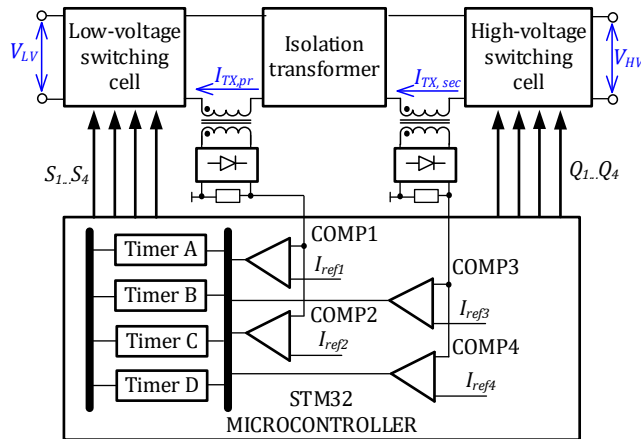 Low-voltage
switching
cell
Isolation
transformer
High-voltage
switching
cell
V_LV
I_TX,pr
I_TX, sec
V_HV
S_1...S_4
Q_1...Q_4
Timer A
Timer B
Timer C
Timer D
COMP1
I_ref1
COMP2
I_ref2
COMP3
I_ref3
COMP4
I_ref4
STM32
MICROCONTROLLER